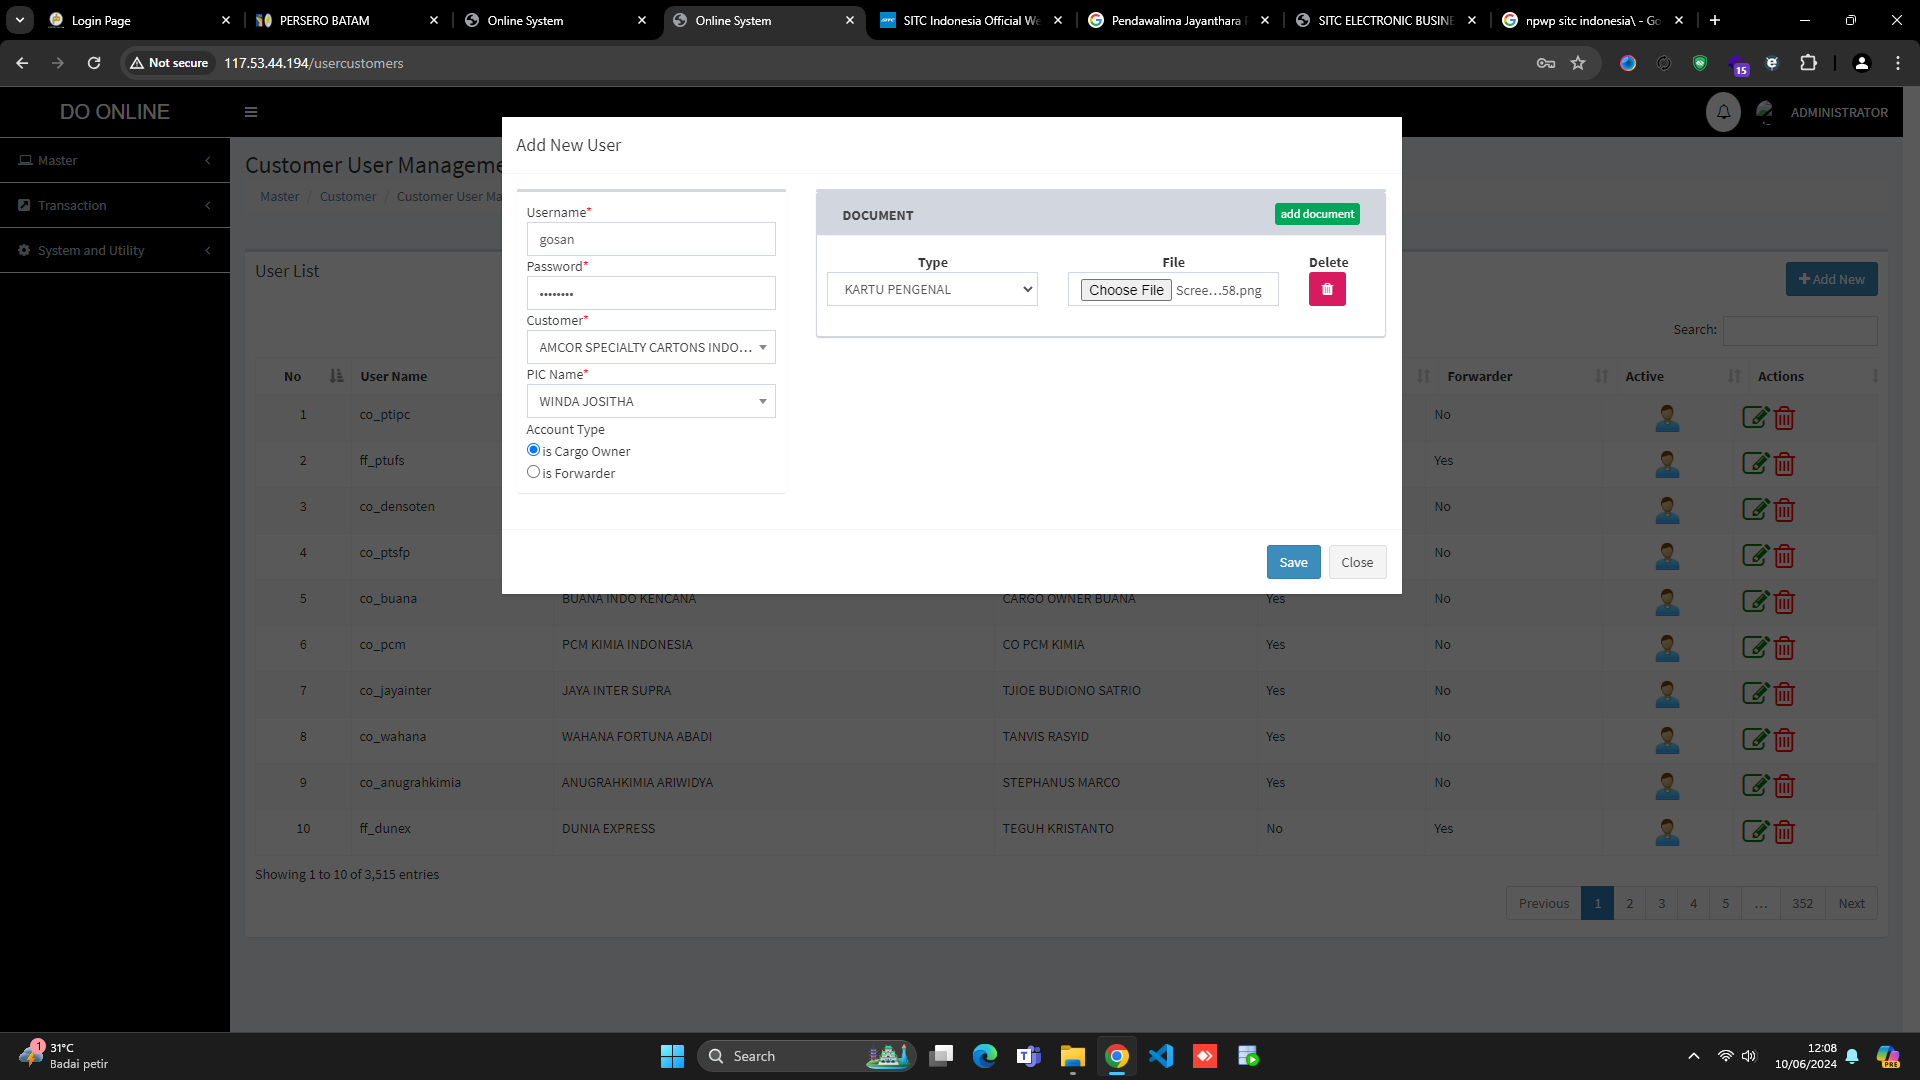 Login Page
PERSERO BATAM
Online System
Online System
SITC Indonesia Official We
Pendawalima Jayanthara
SITC ELECTRONIC BUSINE
npwp sitc indonesia\ - Go
Not secure
117.53.44.194/usercustomers
15
DO ONLINE
ADMINISTRATOR
Master
Transaction
System and Utility
Customer User Manageme
Master / Customer / Customer User Ma
User List
Add New
Search:
Add New User
Username*
gosan
Password*
••••••••
Customer*
AMCOR SPECIALTY CARTONS INDO...
PIC Name*
WINDA JOSITHA
Account Type
is Cargo Owner
is Forwarder
DOCUMENT
add document
Type File Delete
KARTU PENGENAL Choose File Scree...58.png
Save Close
No User Name Forwarder Active Actions
1 co_ptipc No
2 ff_ptufs Yes
3 co_densoten No
4 co_ptsfp No
5 co_buana BUANA INDO KENCANA CARGO OWNER BUANA Yes No
6 co_pcm PCM KIMIA INDONESIA CO PCM KIMIA Yes No
7 co_jayainter JAYA INTER SUPRA TJIOE BUDIONO SATRIO Yes No
8 co_wahana WAHANA FORTUNA ABADI TANVIS RASYID Yes No
9 co_anugrahkimia ANUGRAHKIMIA ARIWIDYA STEPHANUS MARCO Yes No
10 ff_dunex DUNIA EXPRESS TEGUH KRISTANTO No Yes
Showing 1 to 10 of 3,515 entries
Previous 1 2 3 4 5 ... 352 Next
1
31°C
Badai petir
Search
12:08
10/06/2024
PRE